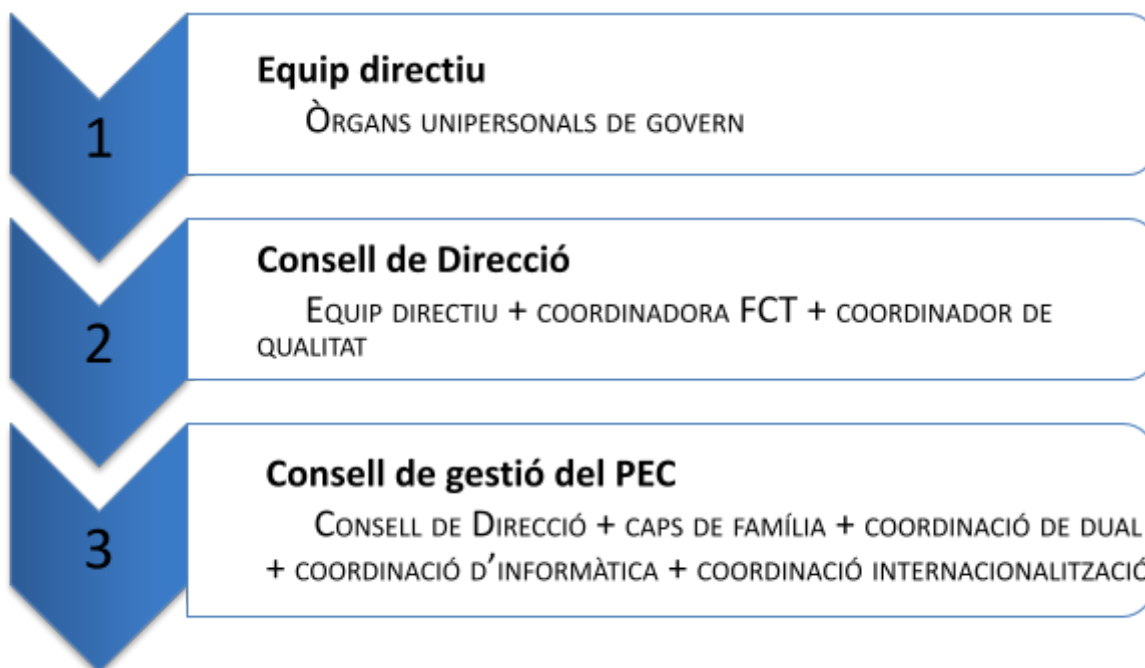 1
Equip directiu
Òrgans unipersonals de govern
2
Consell de Direcció
Equip directiu + coordinadora FCT + coordinador de
qualitat
3
Consell de gestió del PEC
Consell de Direcció + caps de família + coordinació de dual
+ coordinació d’informàtica + coordinació internacionalització